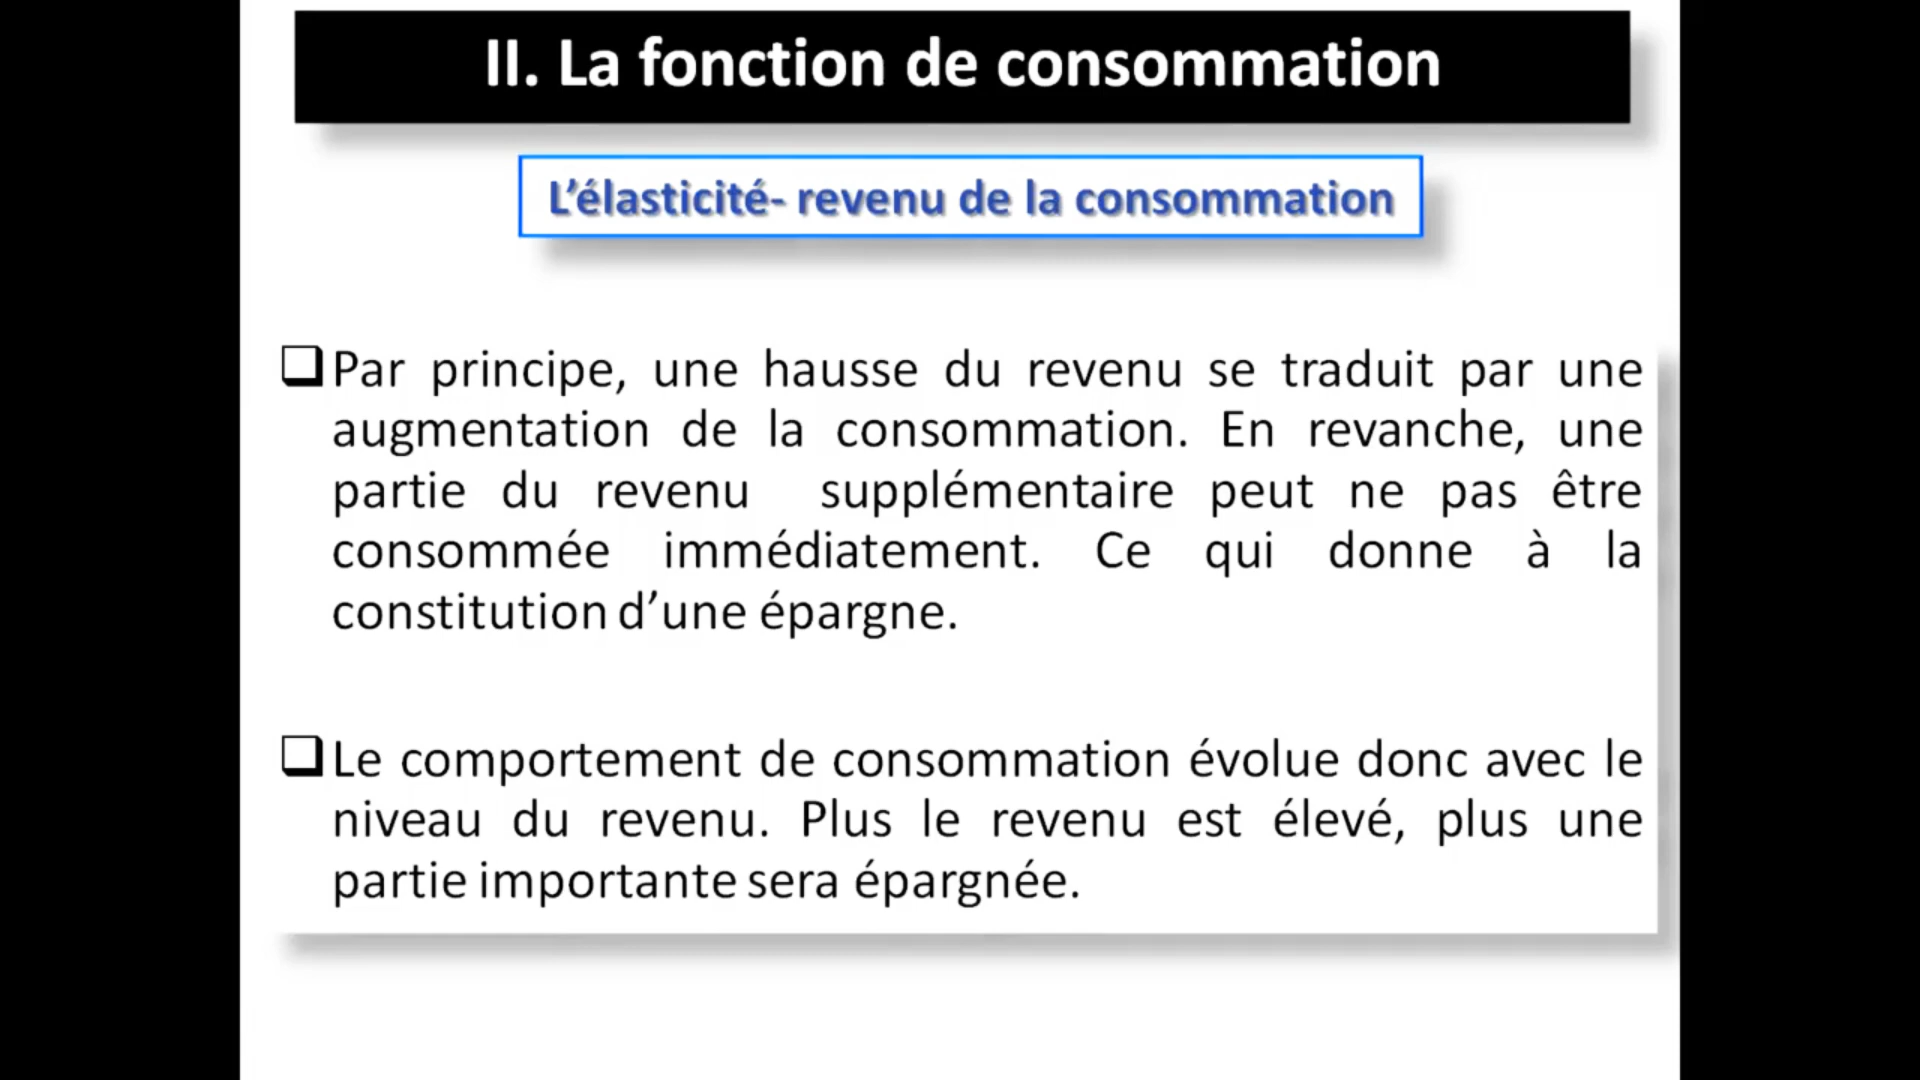 II. La fonction de consommation
L’élasticité- revenu de la consommation
Par principe, une hausse du revenu se traduit par une
augmentation de la consommation. En revanche, une
partie du revenu supplémentaire peut ne pas être
consommée immédiatement. Ce qui donne à la
constitution d’une épargne.
Le comportement de consommation évolue donc avec le
niveau du revenu. Plus le revenu est élevé, plus une
partie importante sera épargnée.